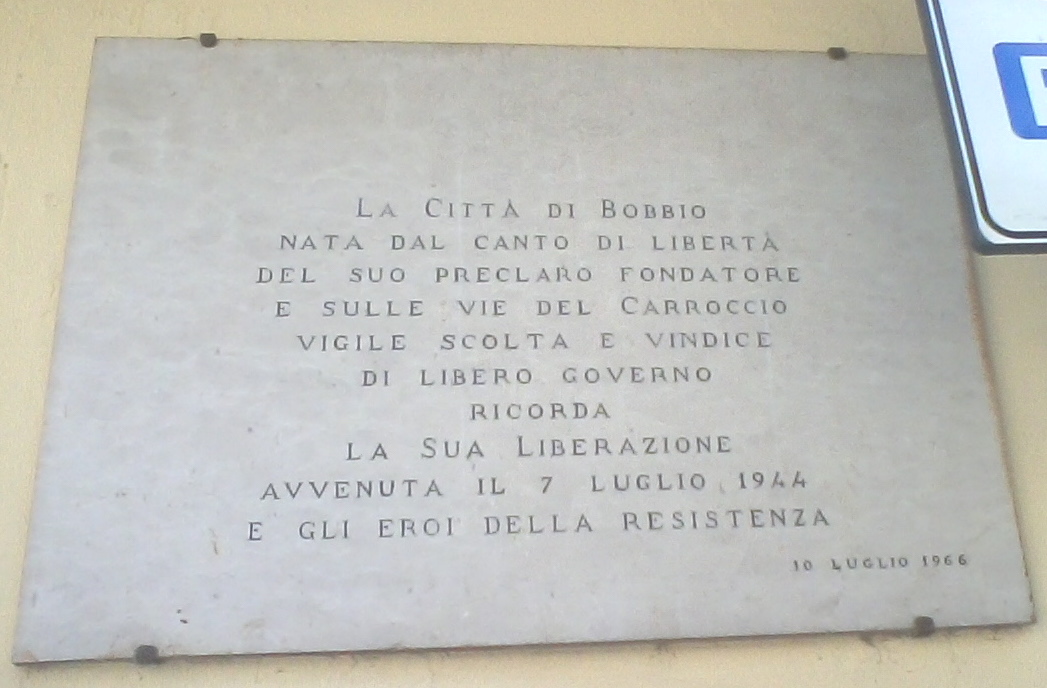 La Città di Bobbio
nata dal canto di libertà
del suo preclaro fondatore
e sulle vie del Carroccio
vigile scolta e vindice
di libero governo
ricorda
la Sua Liberazione
avvenuta il 7 luglio 1944
e gli eroi della resistenza
10 luglio 1966